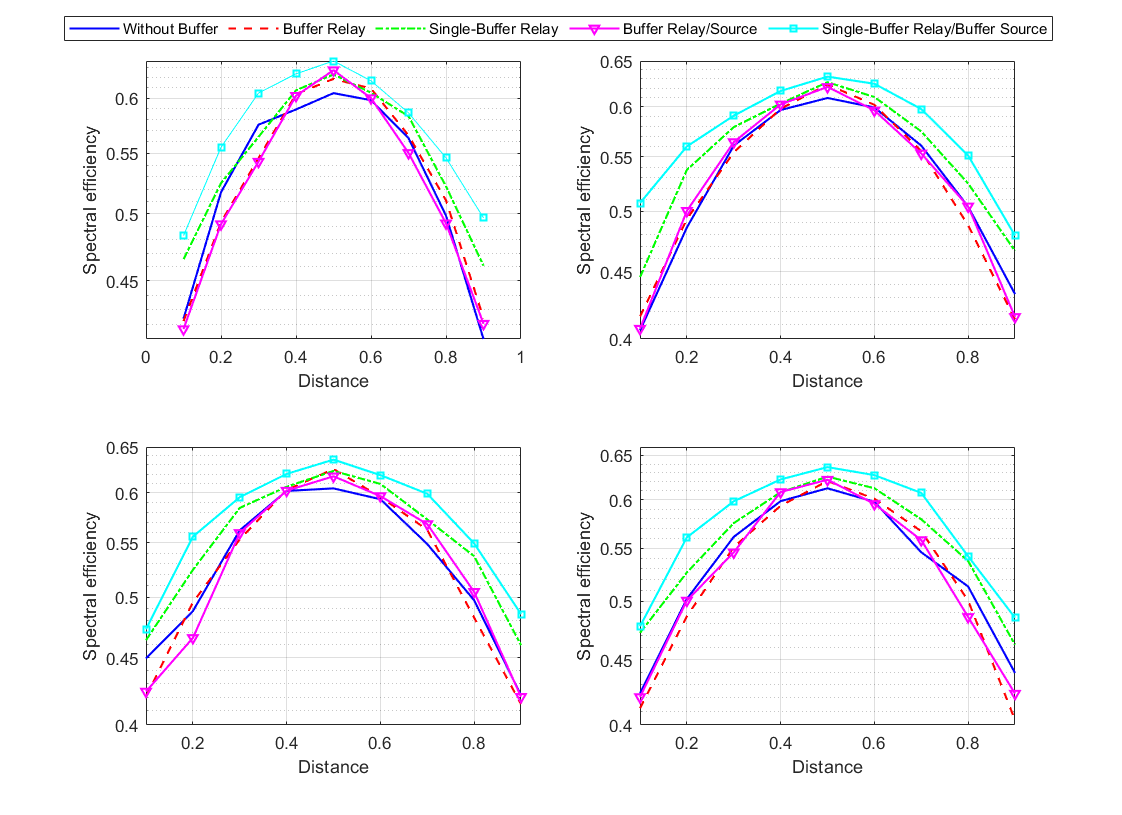 Without Buffer Buffer Relay Single-Buffer Relay Buffer Relay/Source Single-Buffer Relay/Buffer Source
0.6
0.55
0.5
0.45
Spectral efficiency
0 0.2 0.4 0.6 0.8 1
Distance
0.65
0.6
0.55
0.5
0.45
0.4
Spectral efficiency
0.2 0.4 0.6 0.8
Distance
0.65
0.6
0.55
0.5
0.45
0.4
Spectral efficiency
0.2 0.4 0.6 0.8
Distance
0.65
0.6
0.55
0.5
0.45
0.4
Spectral efficiency
0.2 0.4 0.6 0.8
Distance